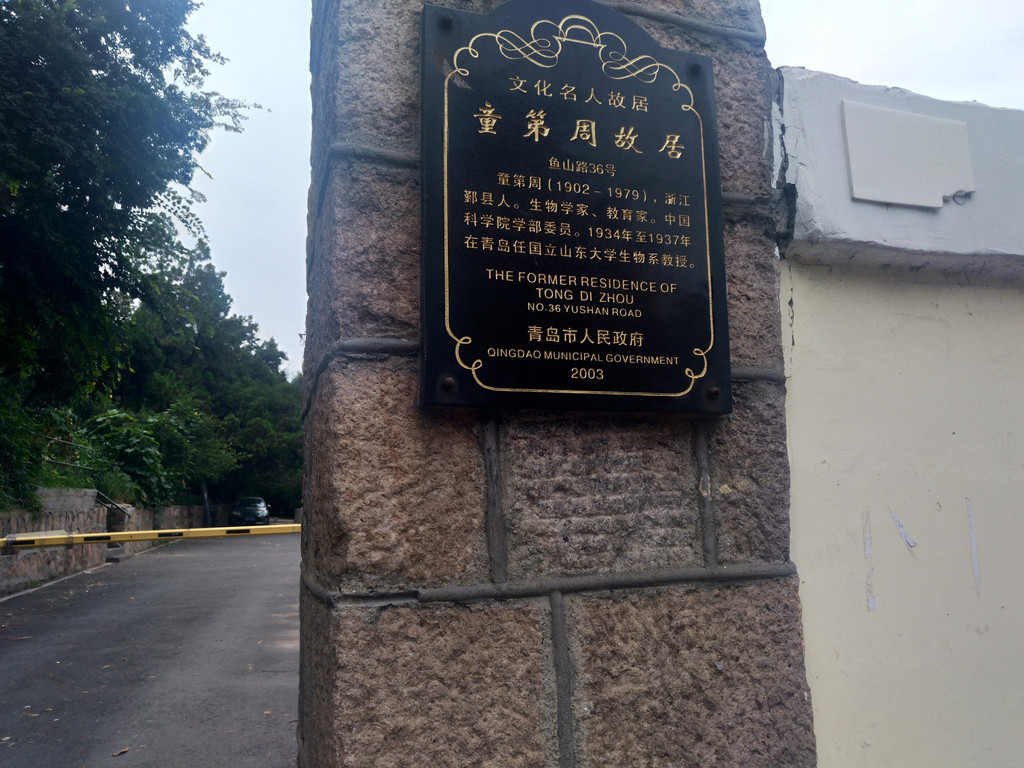 文化名人故居
童第周故居
鱼山路36号
童第周(1902－1979)，浙江
鄞县人。生物学家、教育家。中国
科学院学部委员。1934年至1937年
在青岛任国立山东大学生物系教授。
THE FORMER RESIDENCE OF
TONG DI ZHOU
NO.36 YUSHAN ROAD
青岛市人民政府
QINGDAO MUNICIPAL GOVERNMENT
2003